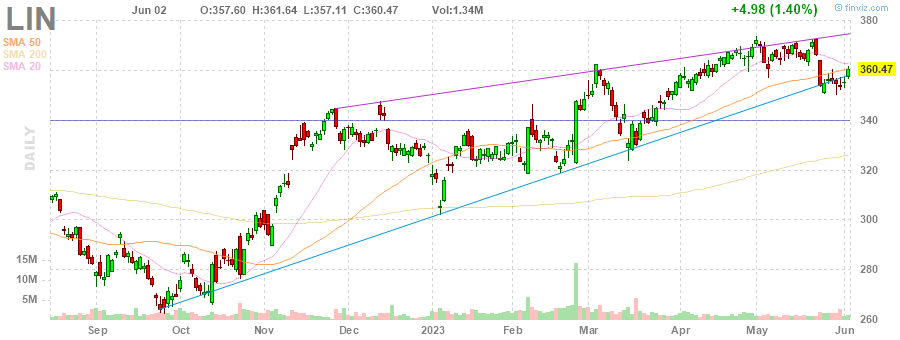 LIN Jun 02 O:357.60 H:361.64 L:357.11 C:360.47 Vol:1.34M +4.98 (1.40%) © finviz.com
SMA 50
SMA 200
SMA 20
DAILY
380
360.47
340
320
300
280
260
15M
10M
5M
Sep Oct Nov Dec 2023 Feb Mar Apr May Jun